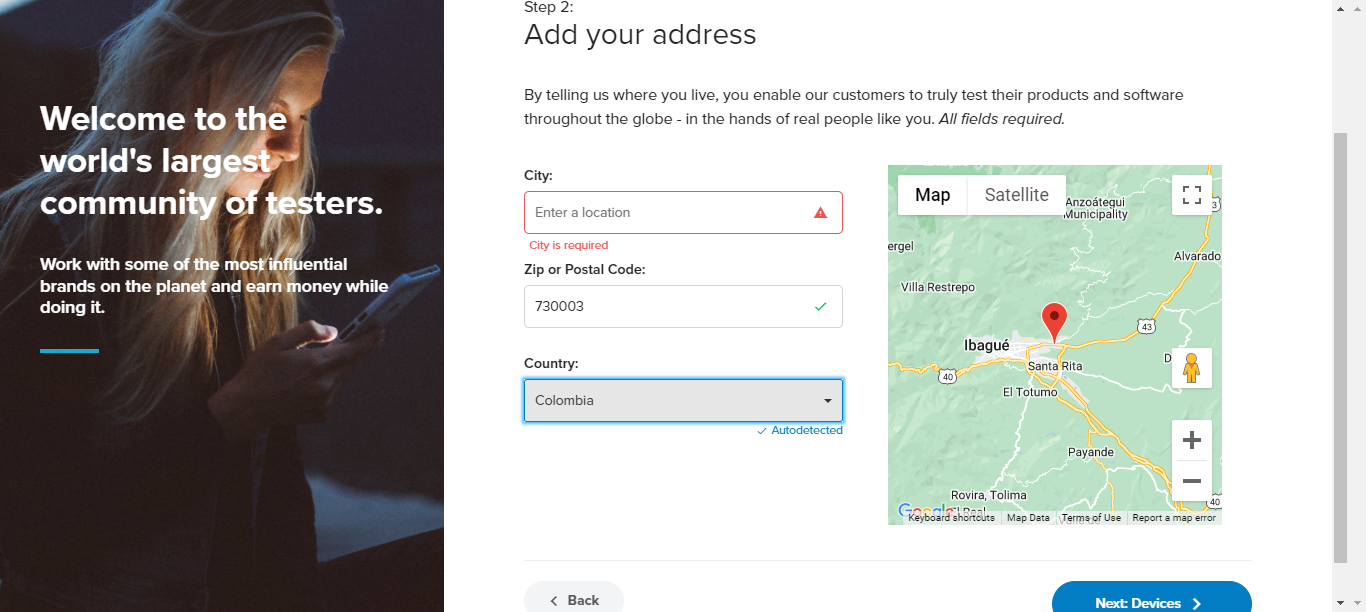 Step 2:
Add your address
Welcome to the
world's largest
community of testers.
Work with some of the most influential
brands on the planet and earn money while
doing it.
By telling us where you live, you enable our customers to truly test their products and software
throughout the globe - in the hands of real people like you. All fields required.
City:
Enter a location
City is required
Zip or Postal Code:
730003
Country:
Colombia
Autodetected
Map
Satellite
Anzoátegui
Municipality
3
ergel
Alvarado
Villa Restrepo
43
Ibagué
Santa Rita
D
40
El Totumo
Payande
Rovira, Tolima
40
Google
El Real
Keyboard shortcuts
Map Data
Terms of Use
Report a map error
Back
Next: Devices